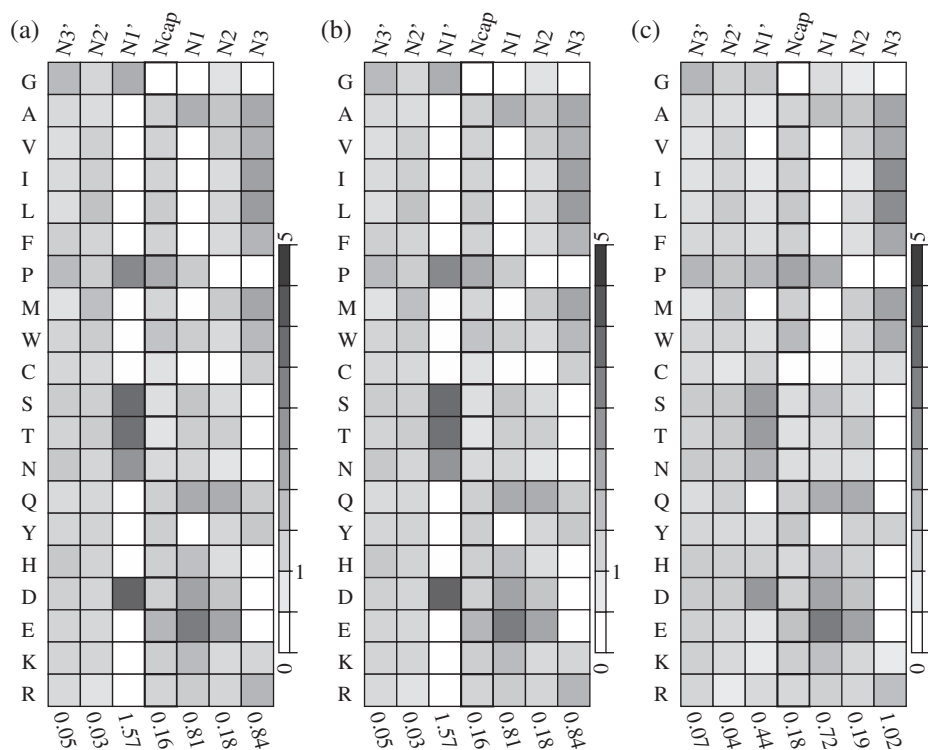 (a) N3' N2' N1' Ncap N1 N2 N3
(b) N3' N2' N1' Ncap N1 N2 N3
(c) N3' N2' N1' Ncap N1 N2 N3
G G G
A A A
V V V
I I I
L L L
F F F
5 5 5
P P P
M M M
W W W
C C C
S S S
T T T
N N N
Q Q Q
Y Y Y
H H H
D 1 D 1 D 1
E E E
K 0 K 0 K 0
R R R
0.05 0.03 1.57 0.16 0.81 0.18 0.84
0.05 0.03 1.57 0.16 0.81 0.18 0.84
0.07 0.04 0.44 0.18 0.72 0.19 1.02